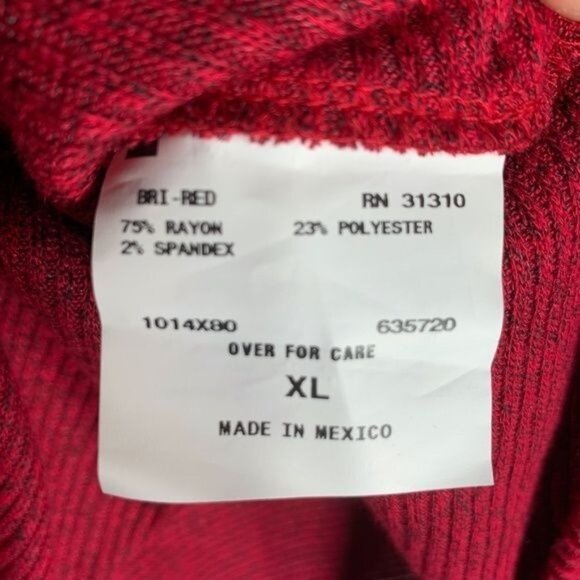 BRI-RED RN 31310
75% RAYON 23% POLYESTER
2% SPANDEX
1014X80 635720
OVER FOR CARE
XL
MADE IN MEXICO